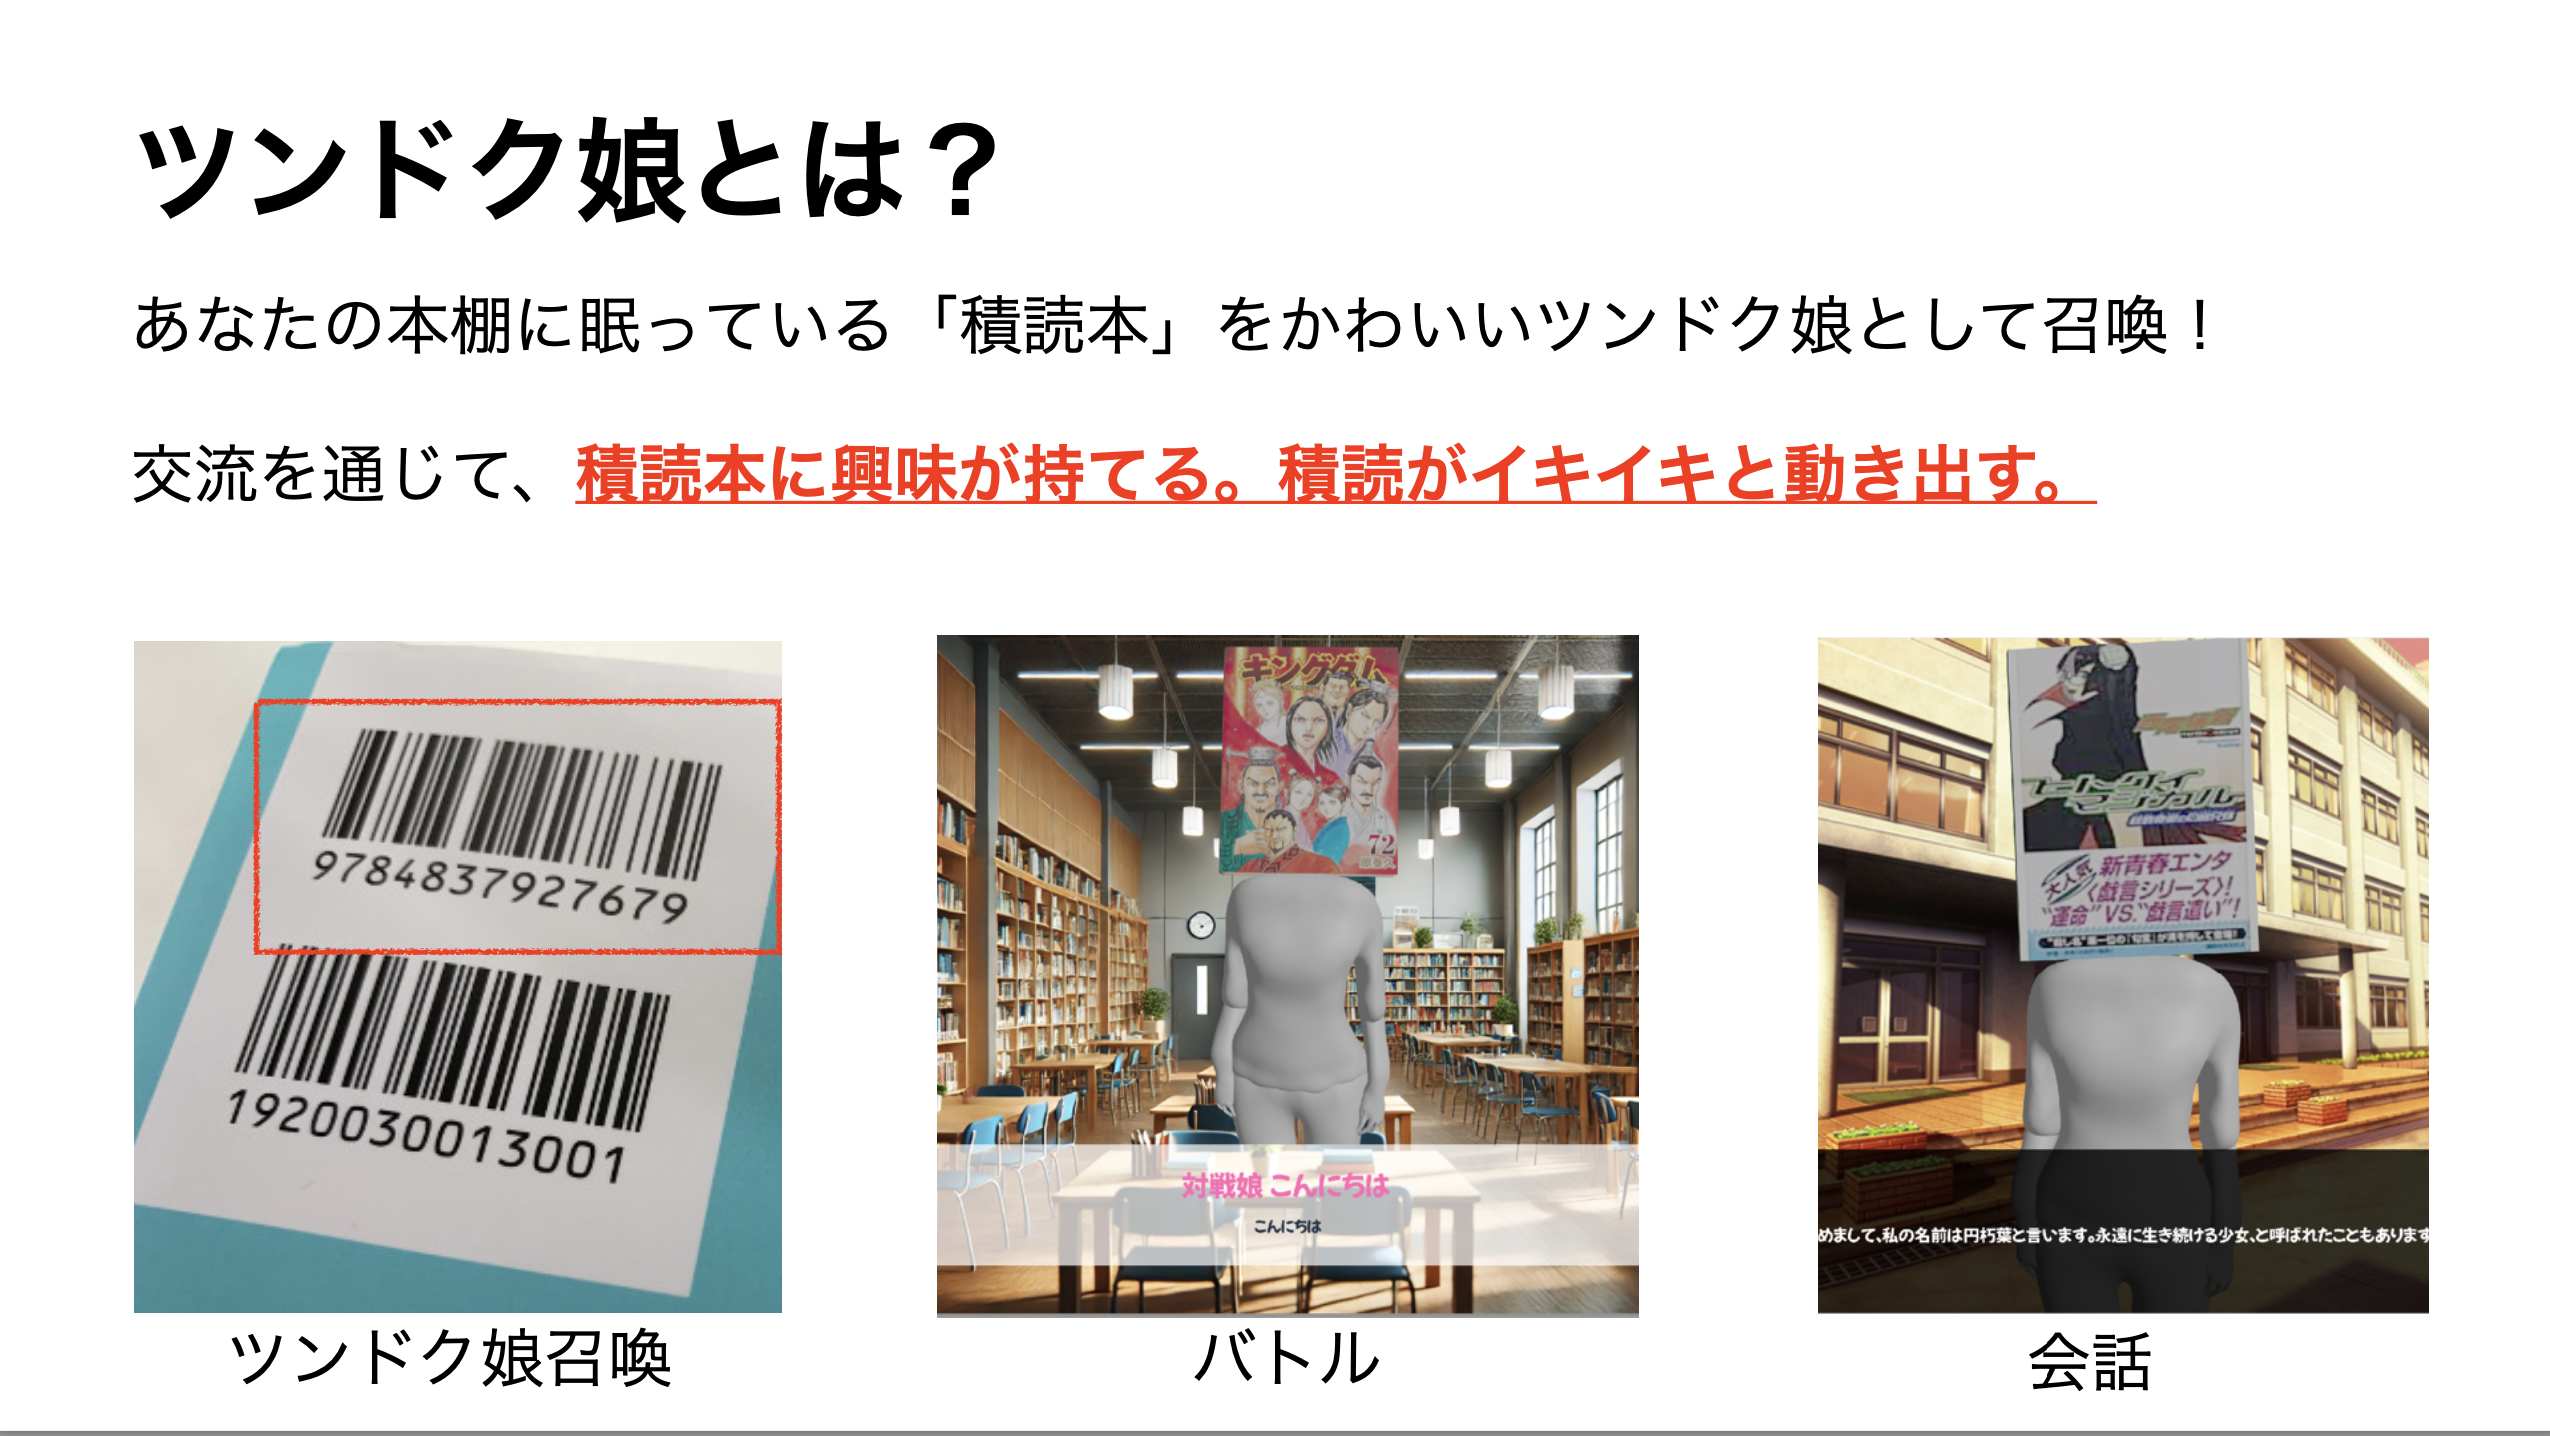 ツンドク娘とは？
あなたの本棚に眠っている「積読本」をかわいいツンドク娘として召喚！
交流を通じて、積読本に興味が持てる。積読がイキイキと動き出す。
9784837927679
1920030013001
ツンドク娘召喚
キングダム
72
対戦娘 こんにちは
こんにちは
バトル
大人気
新青春エンタ
〈戯言シリーズ〉!
“運命”VS.“戯言遣い”!
めまして、私の名前は円朽葉と言います。永遠に生き続ける少女、と呼ばれたこともあります
会話